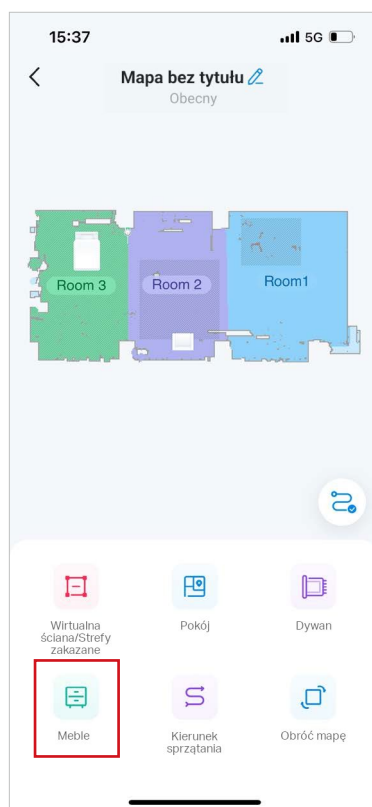 15:37
5G
Mapa bez tytułu
Obecny
Room 3
Room 2
Room1
Wirtualna
ściana/Strefy
zakazane
Pokój
Dywan
Meble
Kierunek
sprzątania
Obróć mapę